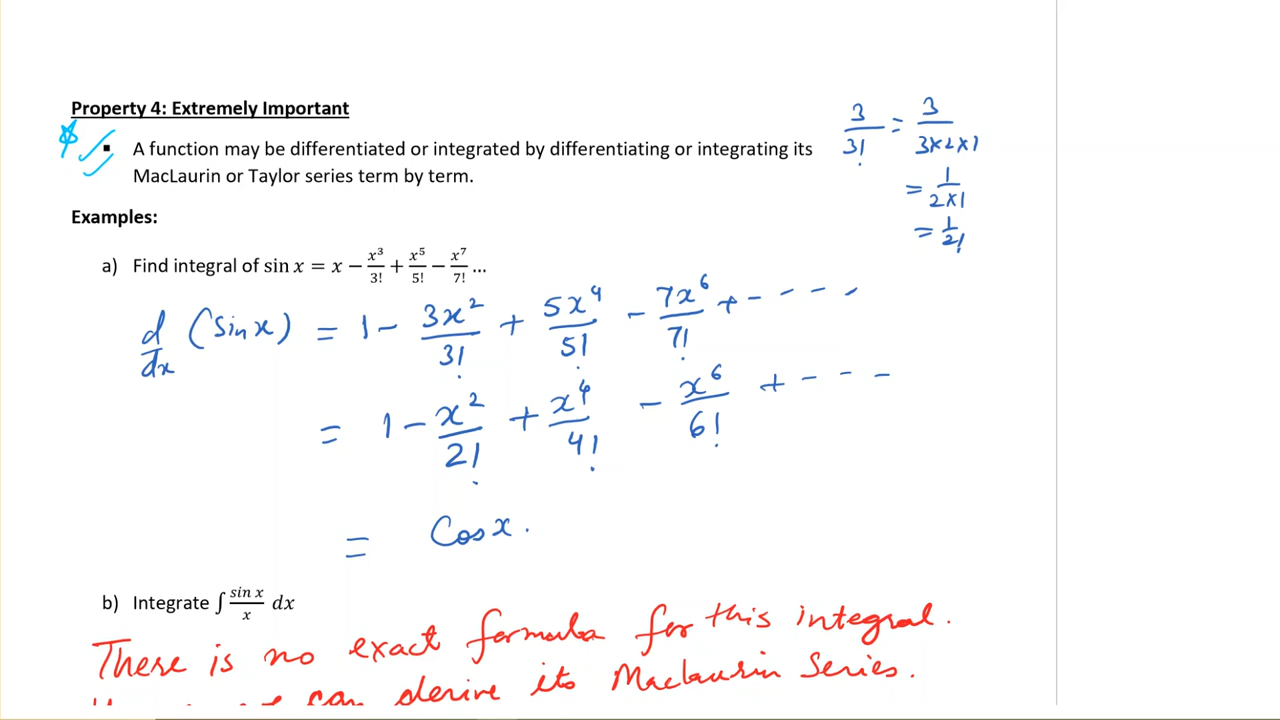 Property 4: Extremely Important
▪ A function may be differentiated or integrated by differentiating or integrating its
MacLaurin or Taylor series term by term.
3/3! = 3/(3×2×1)
= 1/(2×1)
= 1/2!
Examples:
a) Find integral of sin x = x − x³/3! + x⁵/5! − x⁷/7! ...
d/dx (Sin x) = 1 − 3x²/3! + 5x⁴/5! − 7x⁶/7! + - - - -
= 1 − x²/2! + x⁴/4! − x⁶/6! + - - -
= Cos x.
b) Integrate ∫ sin x/x dx
There is no exact formula for this integral.
can derive its Maclaurin Series.